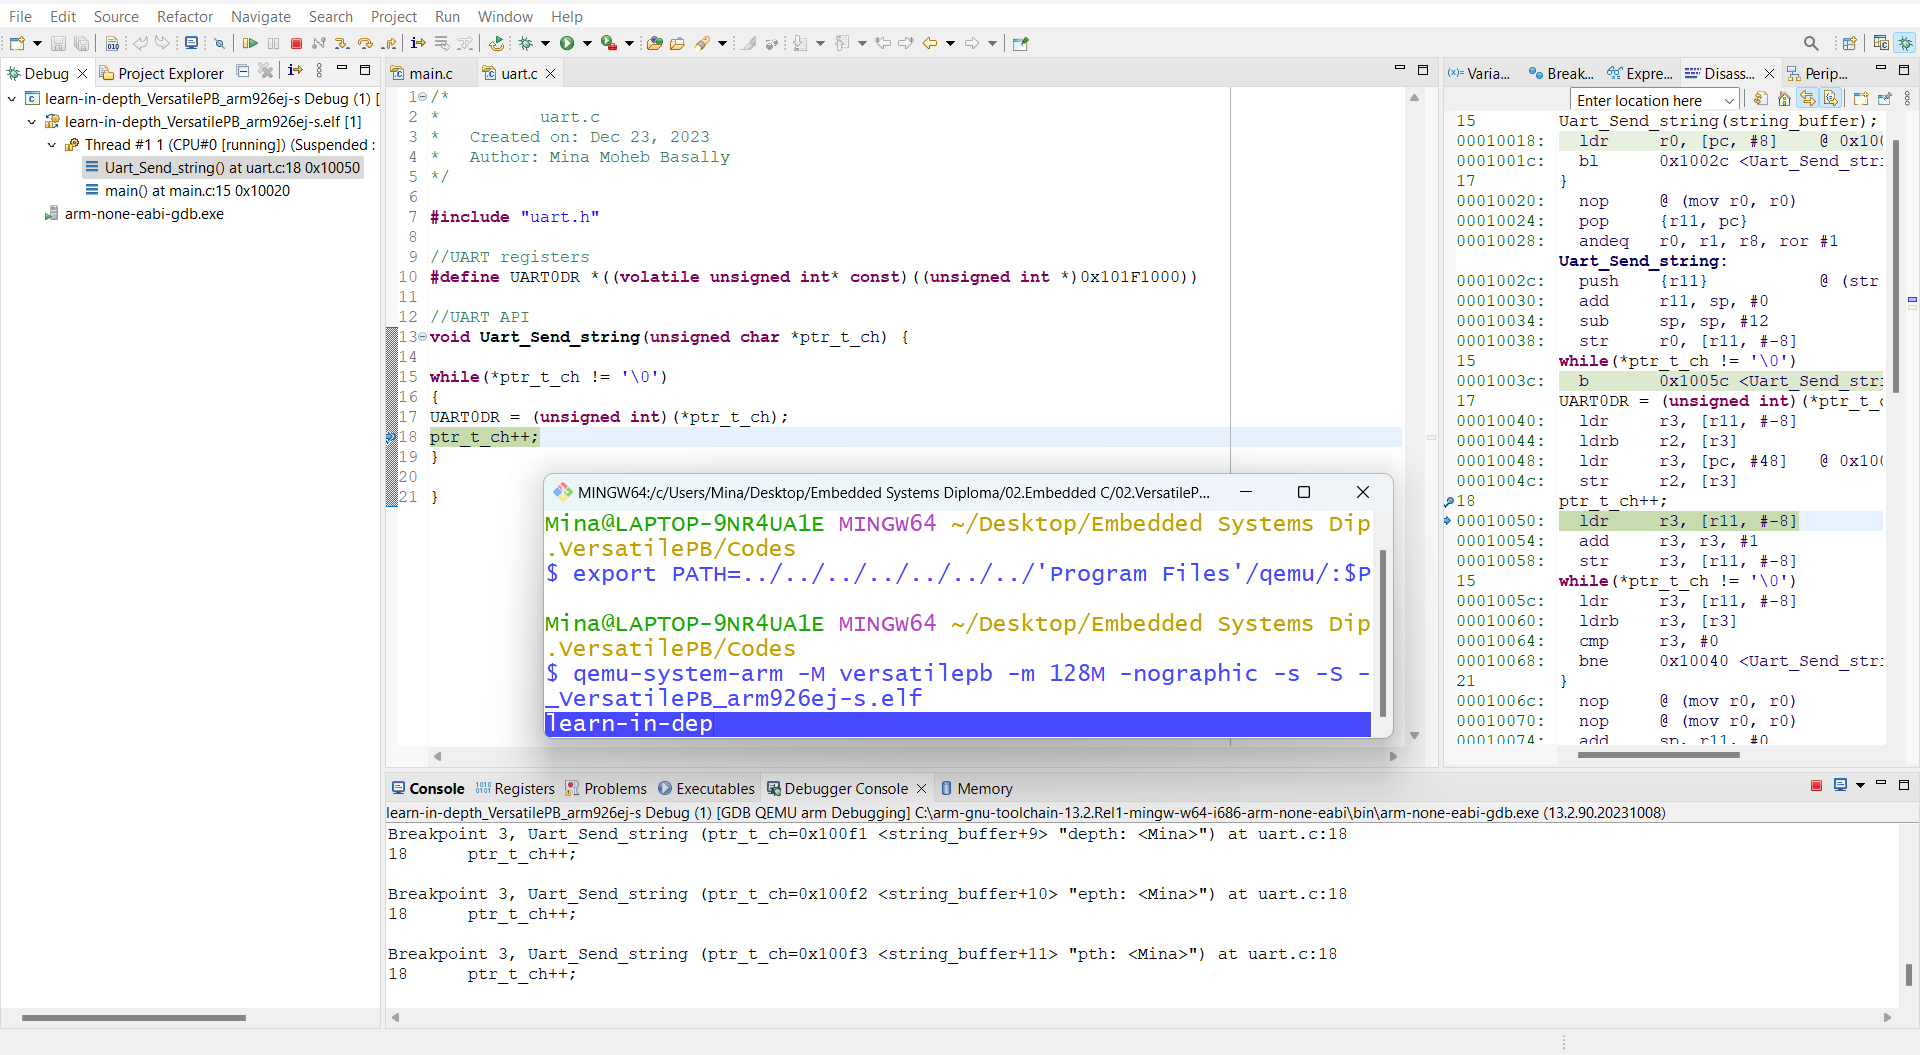 File Edit Source Refactor Navigate Search Project Run Window Help
Debug
Project Explorer
learn-in-depth_VersatilePB_arm926ej-s Debug (1) [
learn-in-depth_VersatilePB_arm926ej-s.elf [1]
Thread #1 1 (CPU#0 [running]) (Suspended :
Uart_Send_string() at uart.c:18 0x10050
main() at main.c:15 0x10020
arm-none-eabi-gdb.exe
main.c
uart.c
1 /*
2 * uart.c
3 * Created on: Dec 23, 2023
4 * Author: Mina Moheb Basally
5 */
6
7 #include "uart.h"
8
9 //UART registers
10 #define UART0DR *((volatile unsigned int* const)((unsigned int *)0x101F1000))
11
12 //UART API
13 void Uart_Send_string(unsigned char *ptr_t_ch) {
14
15 while(*ptr_t_ch != '\0')
16 {
17 UART0DR = (unsigned int)(*ptr_t_ch);
18 ptr_t_ch++;
19 }
20
21 }
MINGW64:/c/Users/Mina/Desktop/Embedded Systems Diploma/02.Embedded C/02.VersatileP...
Mina@LAPTOP-9NR4UA1E MINGW64 ~/Desktop/Embedded Systems Dip
.VersatilePB/Codes
$ export PATH=../../../../../../../'Program Files'/qemu/:$P
Mina@LAPTOP-9NR4UA1E MINGW64 ~/Desktop/Embedded Systems Dip
.VersatilePB/Codes
$ qemu-system-arm -M versatilepb -m 128M -nographic -s -S -
_VersatilePB_arm926ej-s.elf
learn-in-dep
Varia... Break... Expre... Disass... Perip...
Enter location here
15 Uart_Send_string(string_buffer);
00010018: ldr r0, [pc, #8] @ 0x100
0001001c: bl 0x1002c <Uart_Send_stri
17 }
00010020: nop @ (mov r0, r0)
00010024: pop {r11, pc}
00010028: andeq r0, r1, r8, ror #1
Uart_Send_string:
0001002c: push {r11} @ (str
00010030: add r11, sp, #0
00010034: sub sp, sp, #12
00010038: str r0, [r11, #-8]
15 while(*ptr_t_ch != '\0')
0001003c: b 0x1005c <Uart_Send_stri
17 UART0DR = (unsigned int)(*ptr_t_c
00010040: ldr r3, [r11, #-8]
00010044: ldrb r2, [r3]
00010048: ldr r3, [pc, #48] @ 0x100
0001004c: str r2, [r3]
18 ptr_t_ch++;
00010050: ldr r3, [r11, #-8]
00010054: add r3, r3, #1
00010058: str r3, [r11, #-8]
15 while(*ptr_t_ch != '\0')
0001005c: ldr r3, [r11, #-8]
00010060: ldrb r3, [r3]
00010064: cmp r3, #0
00010068: bne 0x10040 <Uart_Send_stri
21 }
0001006c: nop @ (mov r0, r0)
00010070: nop @ (mov r0, r0)
00010074: add sp, r11, #0
Console Registers Problems Executables Debugger Console Memory
learn-in-depth_VersatilePB_arm926ej-s Debug (1) [GDB QEMU arm Debugging] C:\arm-gnu-toolchain-13.2.Rel1-mingw-w64-i686-arm-none-eabi\bin\arm-none-eabi-gdb.exe (13.2.90.20231008)
Breakpoint 3, Uart_Send_string (ptr_t_ch=0x100f1 <string_buffer+9> "depth: <Mina>") at uart.c:18
18 ptr_t_ch++;
Breakpoint 3, Uart_Send_string (ptr_t_ch=0x100f2 <string_buffer+10> "epth: <Mina>") at uart.c:18
18 ptr_t_ch++;
Breakpoint 3, Uart_Send_string (ptr_t_ch=0x100f3 <string_buffer+11> "pth: <Mina>") at uart.c:18
18 ptr_t_ch++;